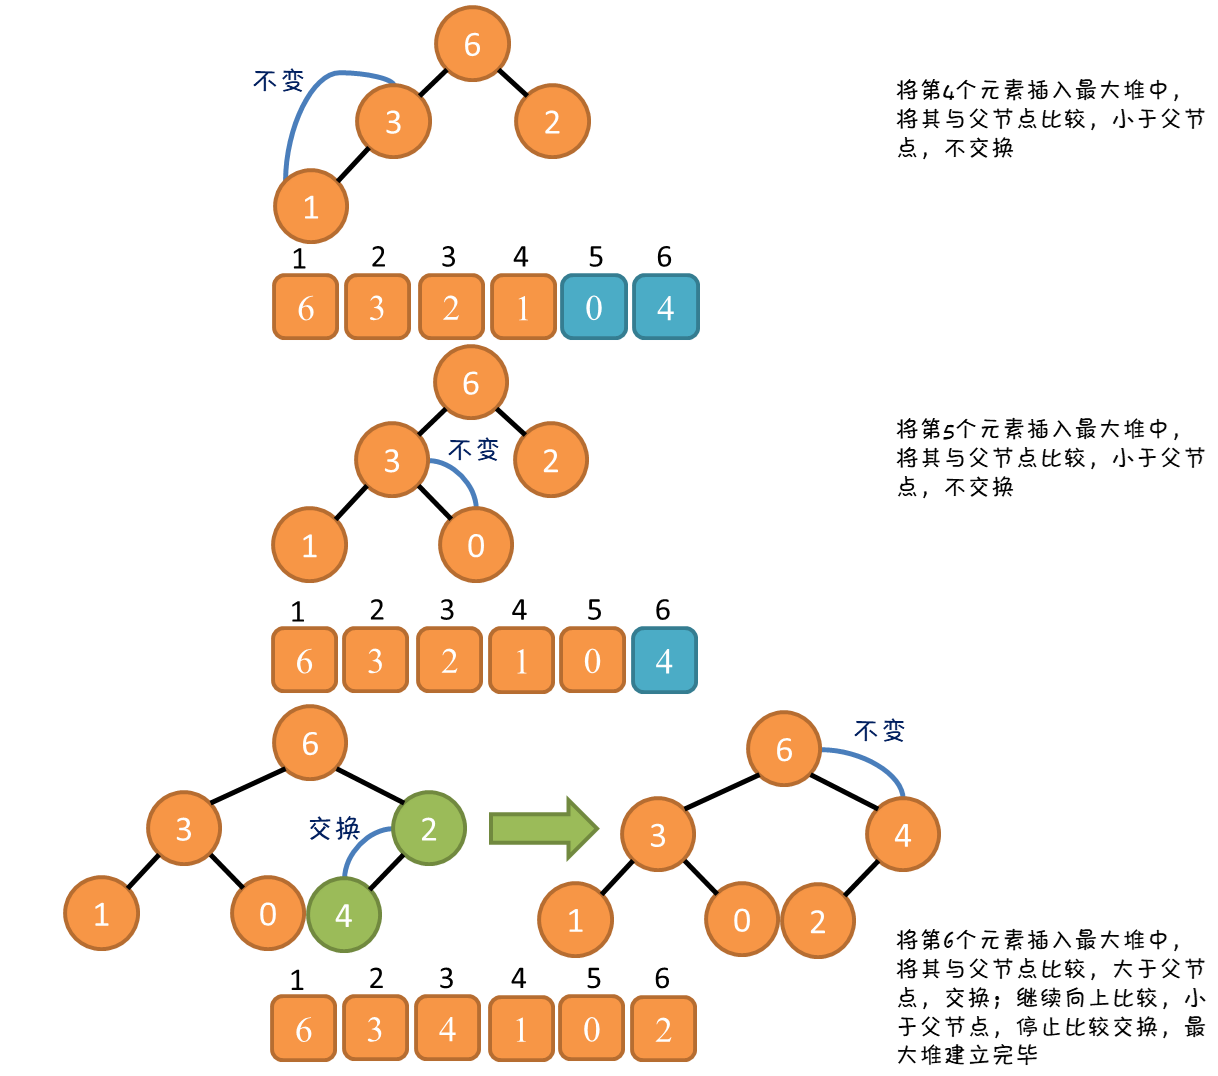 6
不变
3
2
1
将第4个元素插入最大堆中，
将其与父节点比较，小于父节
点，不交换
1 2 3 4 5 6
6 3 2 1 0 4
6
3
不变
2
1
0
将第5个元素插入最大堆中，
将其与父节点比较，小于父节
点，不交换
1 2 3 4 5 6
6 3 2 1 0 4
6
3
交换
2
1
0
4
6
不变
3
4
1
0
2
1 2 3 4 5 6
6 3 4 1 0 2
将第6个元素插入最大堆中，
将其与父节点比较，大于父节
点，交换；继续向上比较，小
于父节点，停止比较交换，最
大堆建立完毕